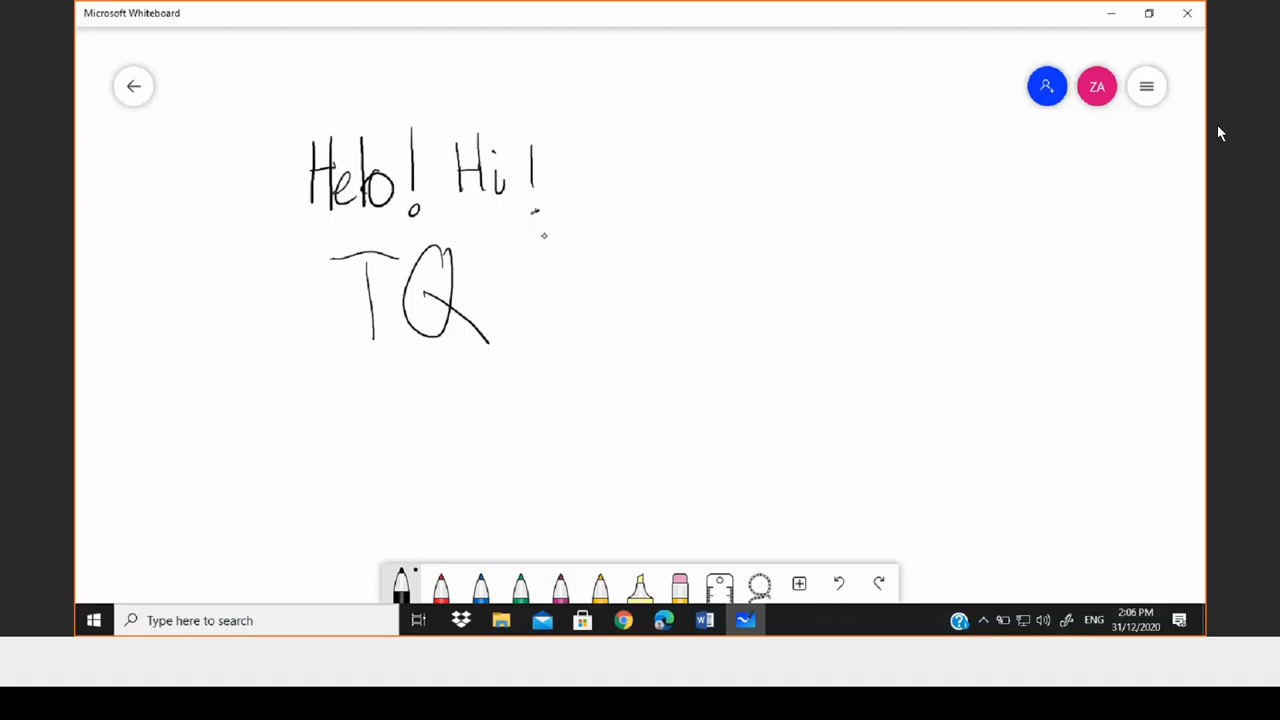 Microsoft Whiteboard
ZA
Helo! Hi!
TQ
Type here to search
ENG
2:06 PM
31/12/2020